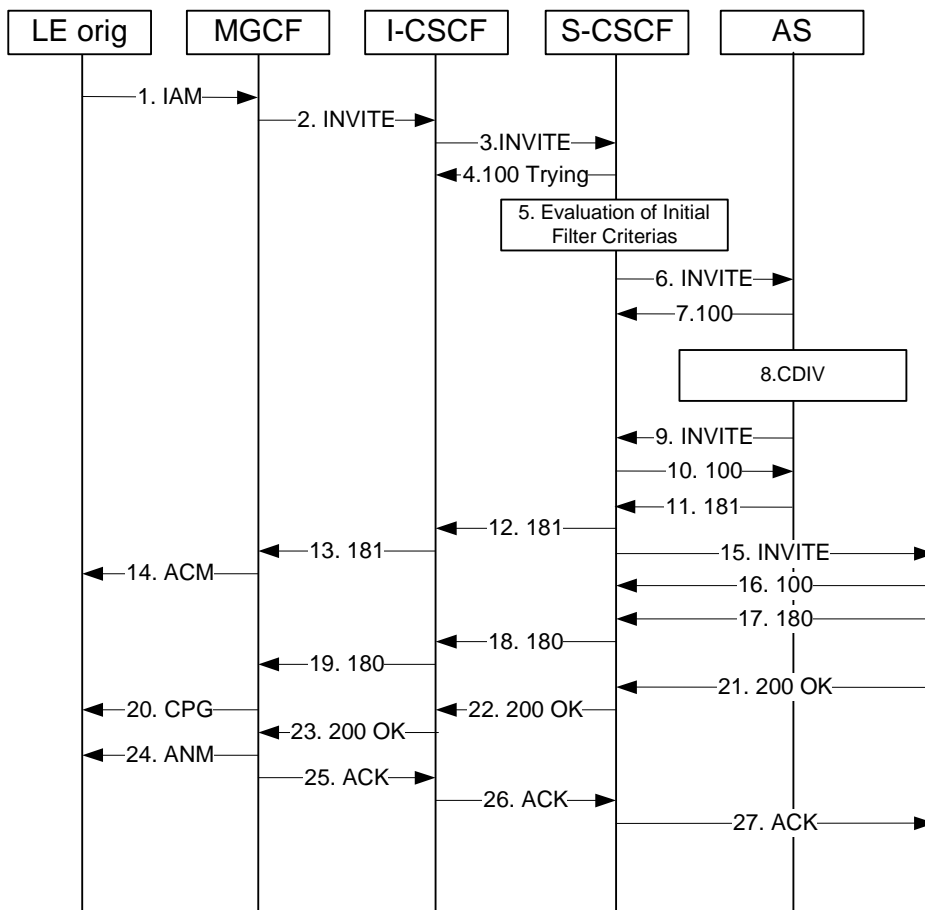 LE orig
MGCF
I-CSCF
S-CSCF
AS
1. IAM
2. INVITE
3.INVITE
4.100 Trying
5. Evaluation of Initial
Filter Criterias
6. INVITE
7.100
8.CDIV
9. INVITE
10. 100
11. 181
12. 181
13. 181
15. INVITE
14. ACM
16. 100
17. 180
18. 180
19. 180
21. 200 OK
20. CPG
22. 200 OK
23. 200 OK
24. ANM
25. ACK
26. ACK
27. ACK